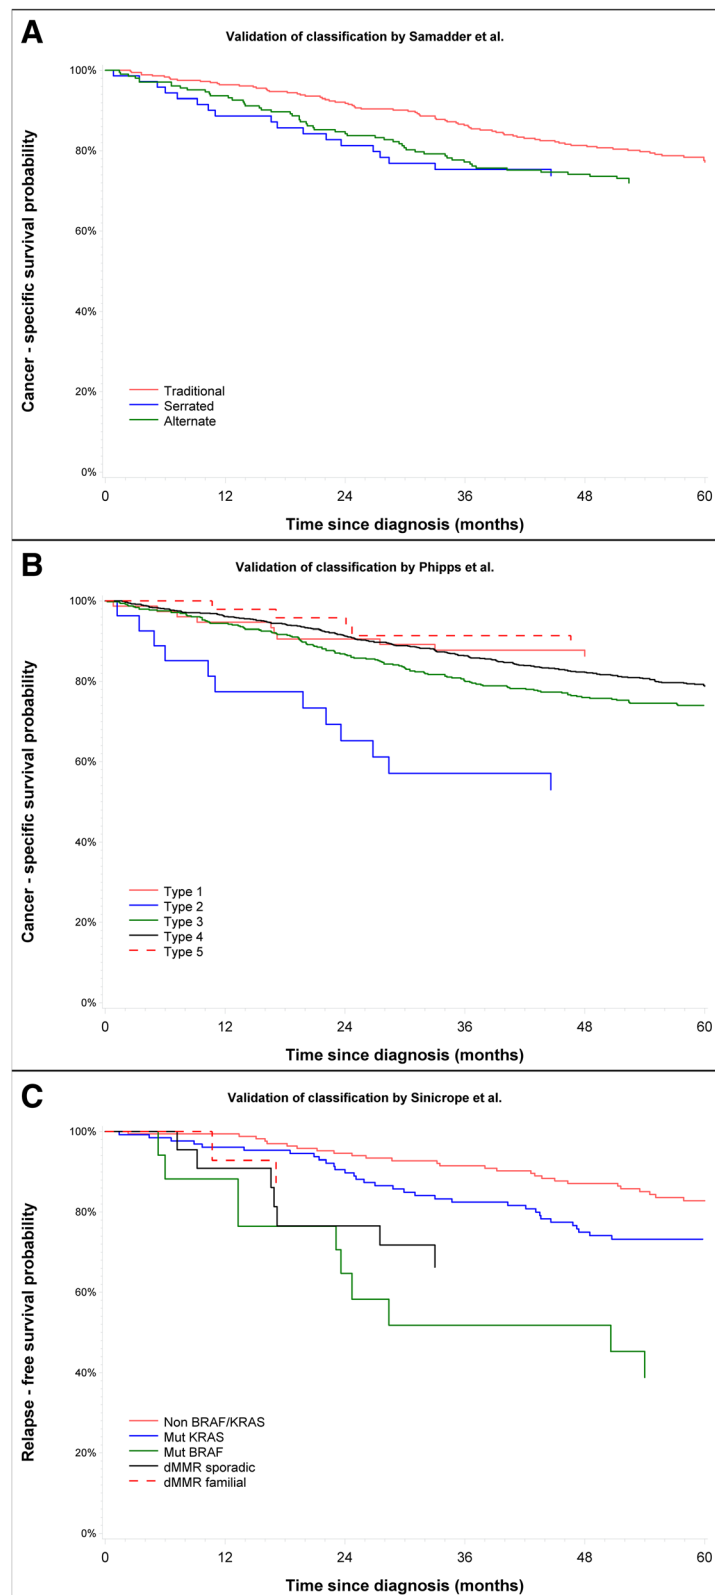 A
Validation of classification by Samadder et al.
Cancer - specific survival probability
100%
80%
60%
40%
20%
0%
Traditional
Serrated
Alternate
0 12 24 36 48 60
Time since diagnosis (months)
B
Validation of classification by Phipps et al.
Cancer - specific survival probability
100%
80%
60%
40%
20%
0%
Type 1
Type 2
Type 3
Type 4
Type 5
0 12 24 36 48 60
Time since diagnosis (months)
C
Validation of classification by Sinicrope et al.
Relapse - free survival probability
100%
80%
60%
40%
20%
0%
Non BRAF/KRAS
Mut KRAS
Mut BRAF
dMMR sporadic
dMMR familial
0 12 24 36 48 60
Time since diagnosis (months)